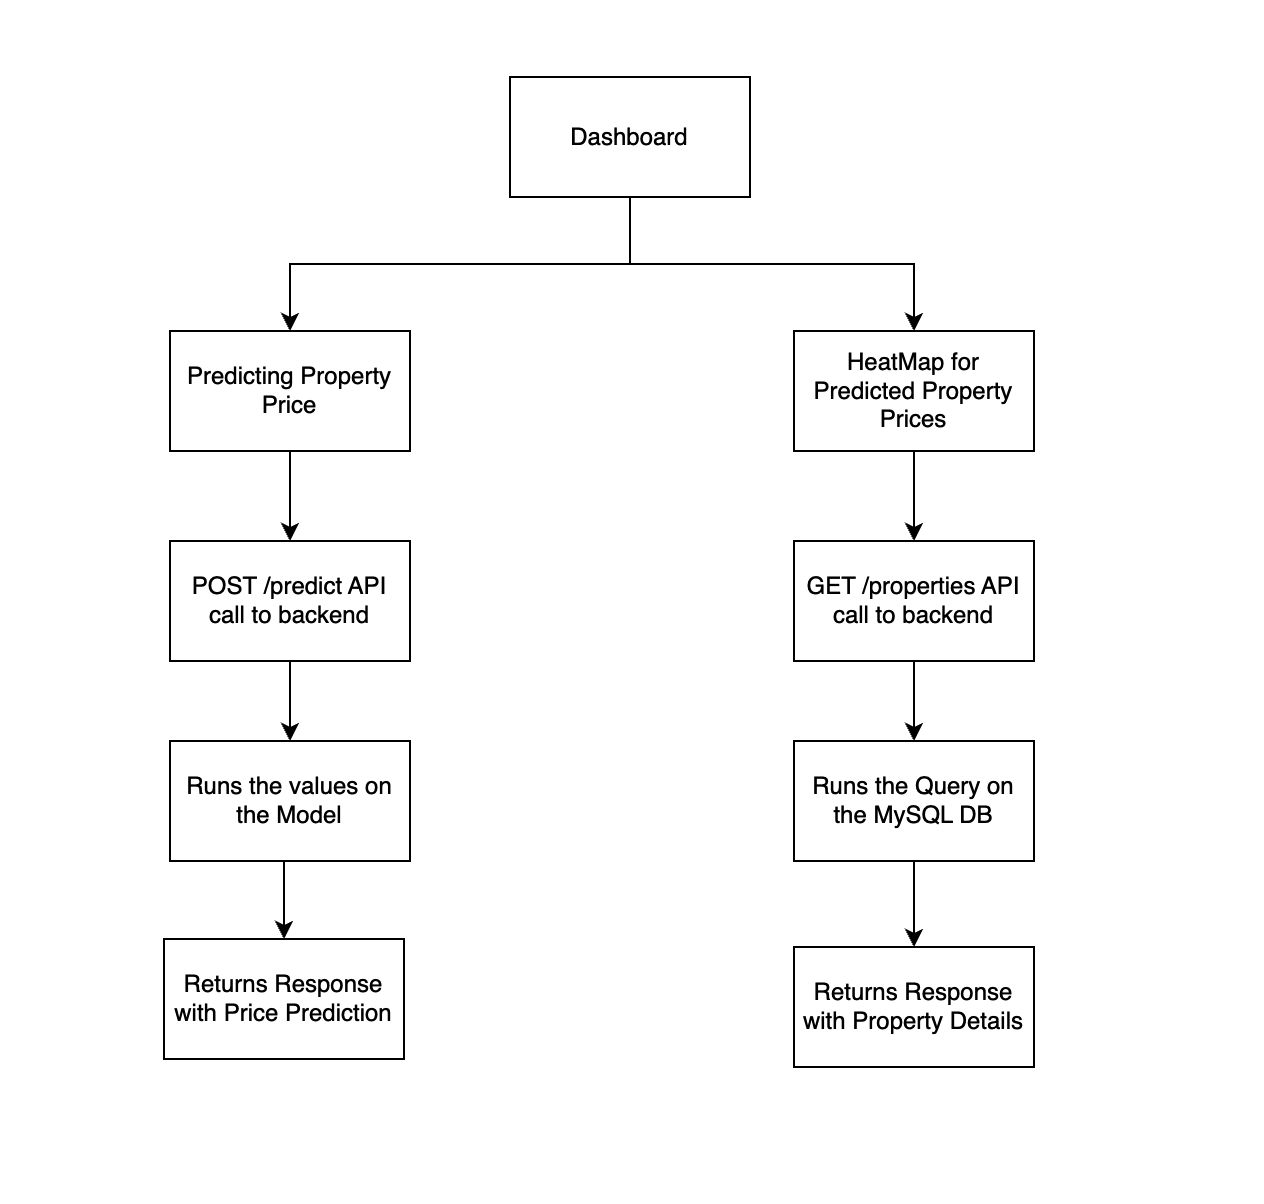 Dashboard
Predicting Property
Price
HeatMap for
Predicted Property
Prices
POST /predict API
call to backend
GET /properties API
call to backend
Runs the values on
the Model
Runs the Query on
the MySQL DB
Returns Response
with Price Prediction
Returns Response
with Property Details